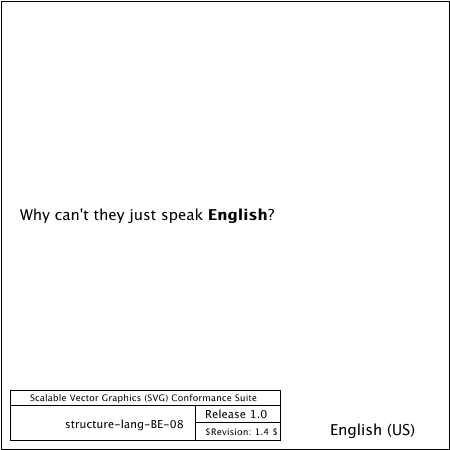 Why can't they just speak English?
Scalable Vector Graphics (SVG) Conformance Suite
structure-lang-BE-08
Release 1.0
$Revision: 1.4 $
English (US)